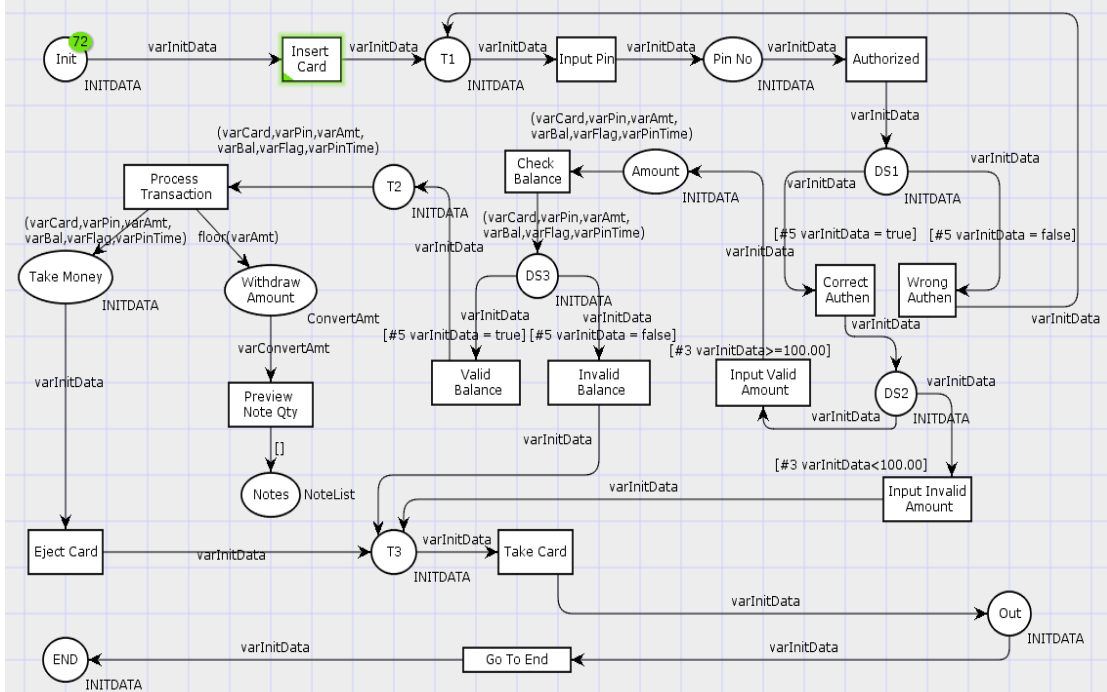 72
Init
varInitData
INITDATA
Insert
Card
varInitData
T1
INITDATA
varInitData
Input Pin
varInitData
Pin No
INITDATA
varInitData
Authorized
varInitData
DS1
INITDATA
varInitData
varInitData
[#5 varInitData = true]
[#5 varInitData = false]
Correct
Authen
Wrong
Authen
varInitData
varInitData
DS2
INITDATA
varInitData
varInitData
[#3 varInitData>=100.00]
Input Valid
Amount
[#3 varInitData<100.00]
Input Invalid
Amount
varInitData
varInitData
Amount
INITDATA
(varCard,varPin,varAmt,
varBal,varFlag,varPinTime)
Check
Balance
(varCard,varPin,varAmt,
varBal,varFlag,varPinTime)
DS3
INITDATA
varInitData
varInitData
[#5 varInitData = true]
[#5 varInitData = false]
Valid
Balance
Invalid
Balance
varInitData
varInitData
T2
INITDATA
(varCard,varPin,varAmt,
varBal,varFlag,varPinTime)
Process
Transaction
(varCard,varPin,varAmt,
varBal,varFlag,varPinTime)
floor(varAmt)
Take Money
INITDATA
Withdraw
Amount
ConvertAmt
varConvertAmt
Preview
Note Qty
[]
Notes
NoteList
varInitData
Eject Card
varInitData
T3
INITDATA
varInitData
Take Card
varInitData
Out
INITDATA
varInitData
Go To End
varInitData
END
INITDATA